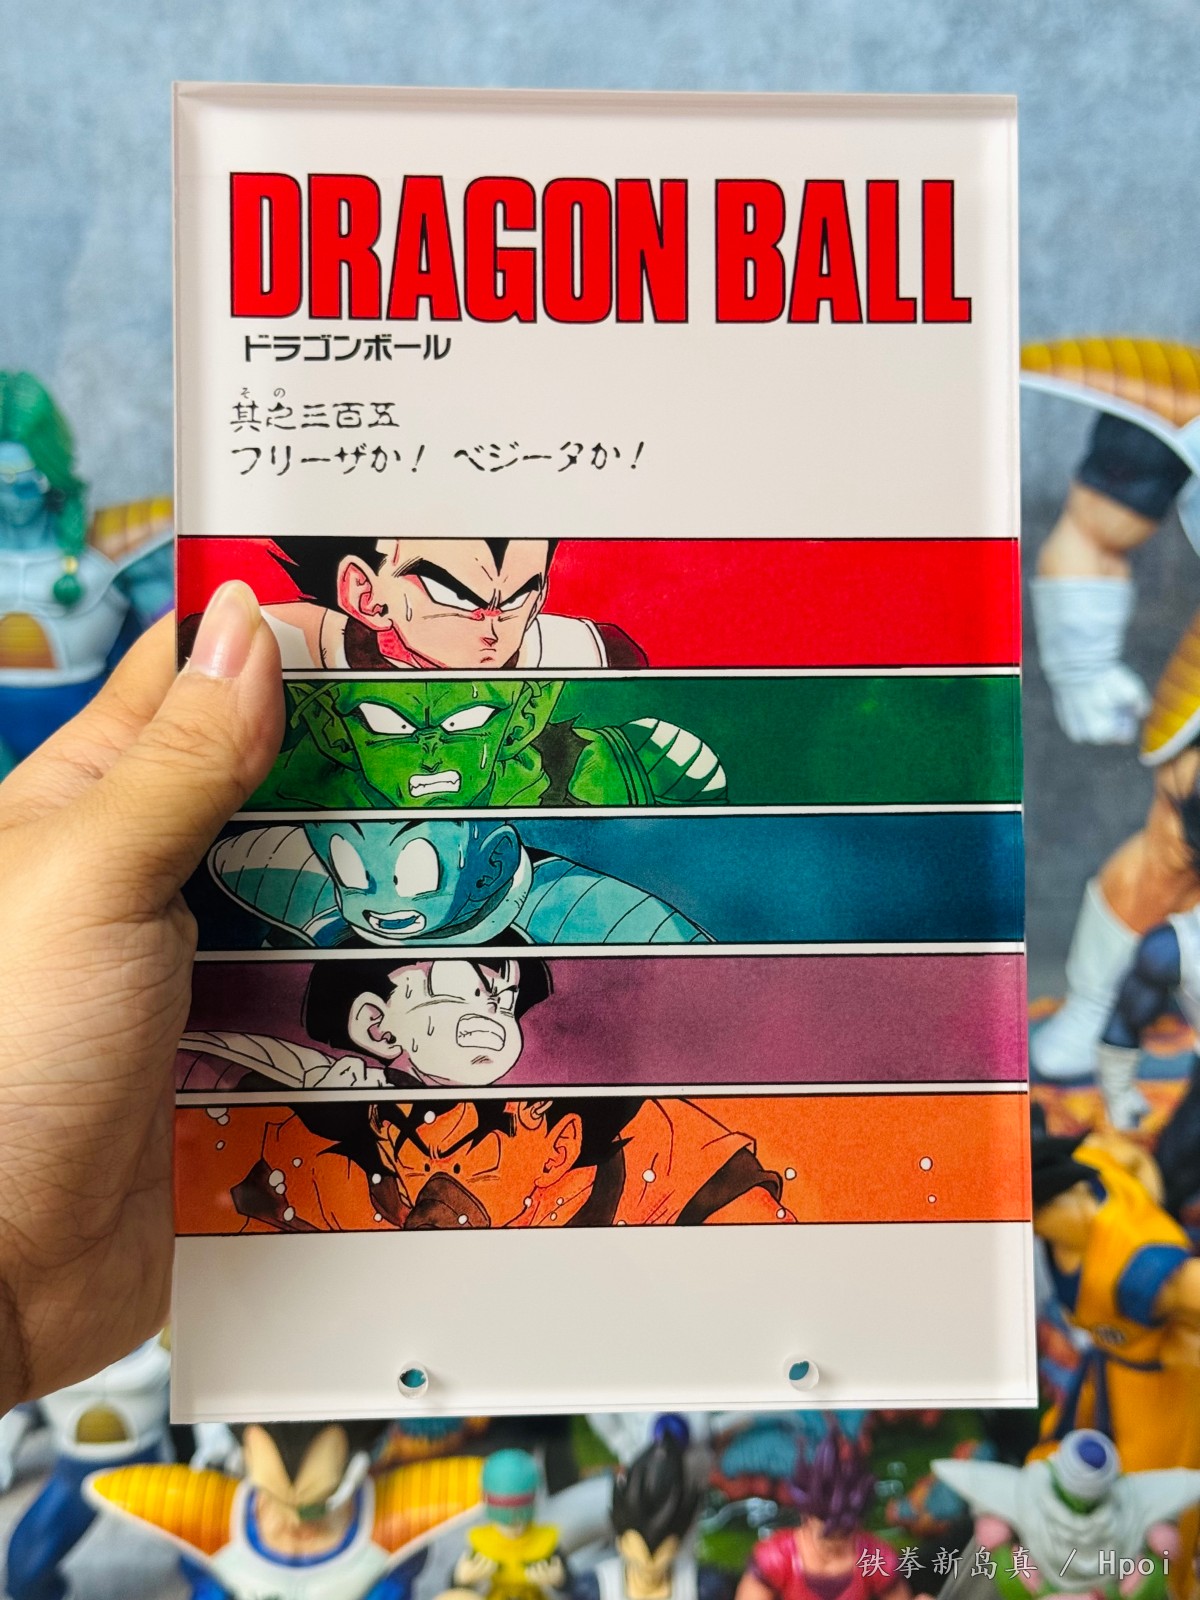 DRAGON BALL
ドラゴンボール
その
其之三百五
フリーザか! ベジータか!
铁拳新岛真 / Hpoi